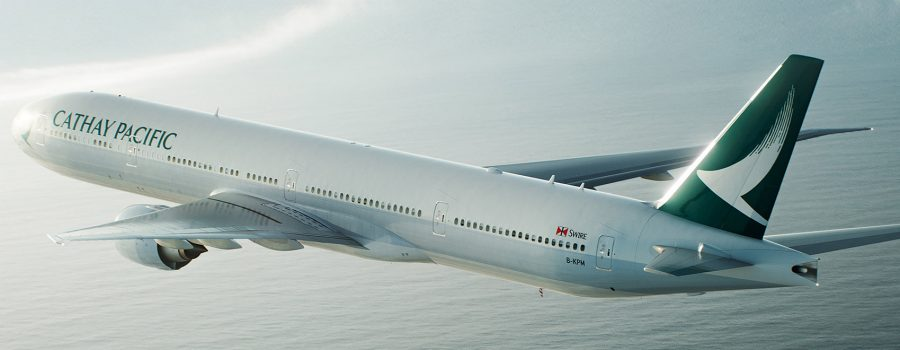 CATHAY PACIFIC
SWIRE
B-KPM